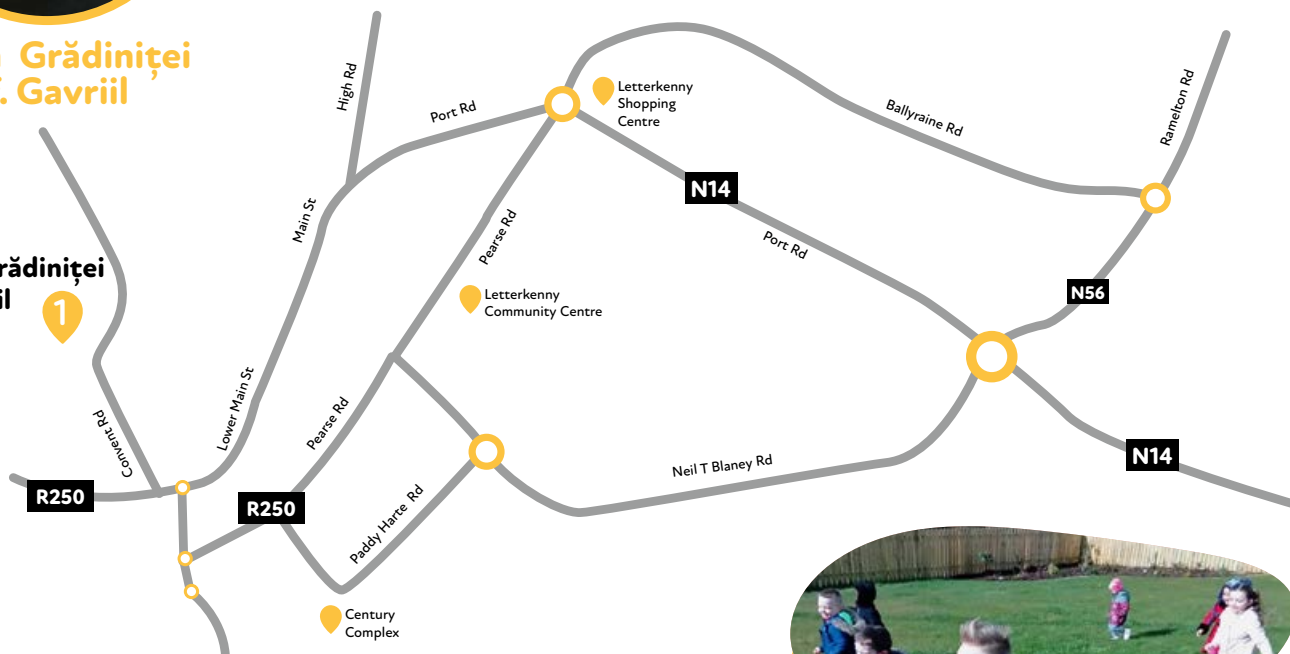 Grădiniței
Gavriil
High Rd
Port Rd
Letterkenny
Shopping
Centre
Ballyraine Rd
Ramelton Rd
N14
Main St
Pearse Rd
Port Rd
N56
1
Letterkenny
Community Centre
Convent Rd
Lower Main St
Pearse Rd
Neil T Blaney Rd
N14
R250
R250
Paddy Harte Rd
Century
Complex